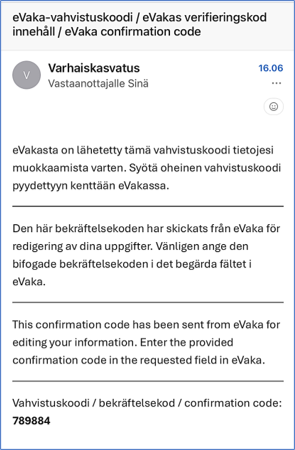 eVaka-vahvistuskoodi / eVakas verifieringskod
innehåll / eVaka confirmation code
V
Varhaiskasvatus
16.06
Vastaanottajalle Sinä
eVakasta on lähetetty tämä vahvistuskoodi tietojesi
muokkaamista varten. Syötä oheinen vahvistuskoodi
pyydettyyn kenttään eVakassa.
Den här bekräftelsekoden har skickats från eVaka för
redigering av dina uppgifter. Vänligen ange den
bifogade bekräftelsekoden i det begärda fältet i
eVaka.
This confirmation code has been sent from eVaka for
editing your information. Enter the provided
confirmation code in the requested field in eVaka.
Vahvistuskoodi / bekräftelsekod / confirmation code:
789884